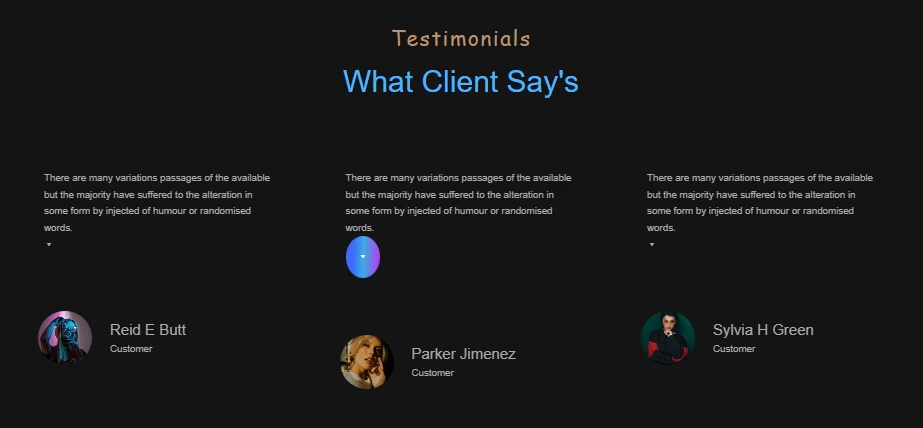 Testimonials
What Client Say's
There are many variations passages of the available
but the majority have suffered to the alteration in
some form by injected of humour or randomised
words.
Reid E Butt
Customer
There are many variations passages of the available
but the majority have suffered to the alteration in
some form by injected of humour or randomised
words.
Parker Jimenez
Customer
There are many variations passages of the available
but the majority have suffered to the alteration in
some form by injected of humour or randomised
words.
Sylvia H Green
Customer